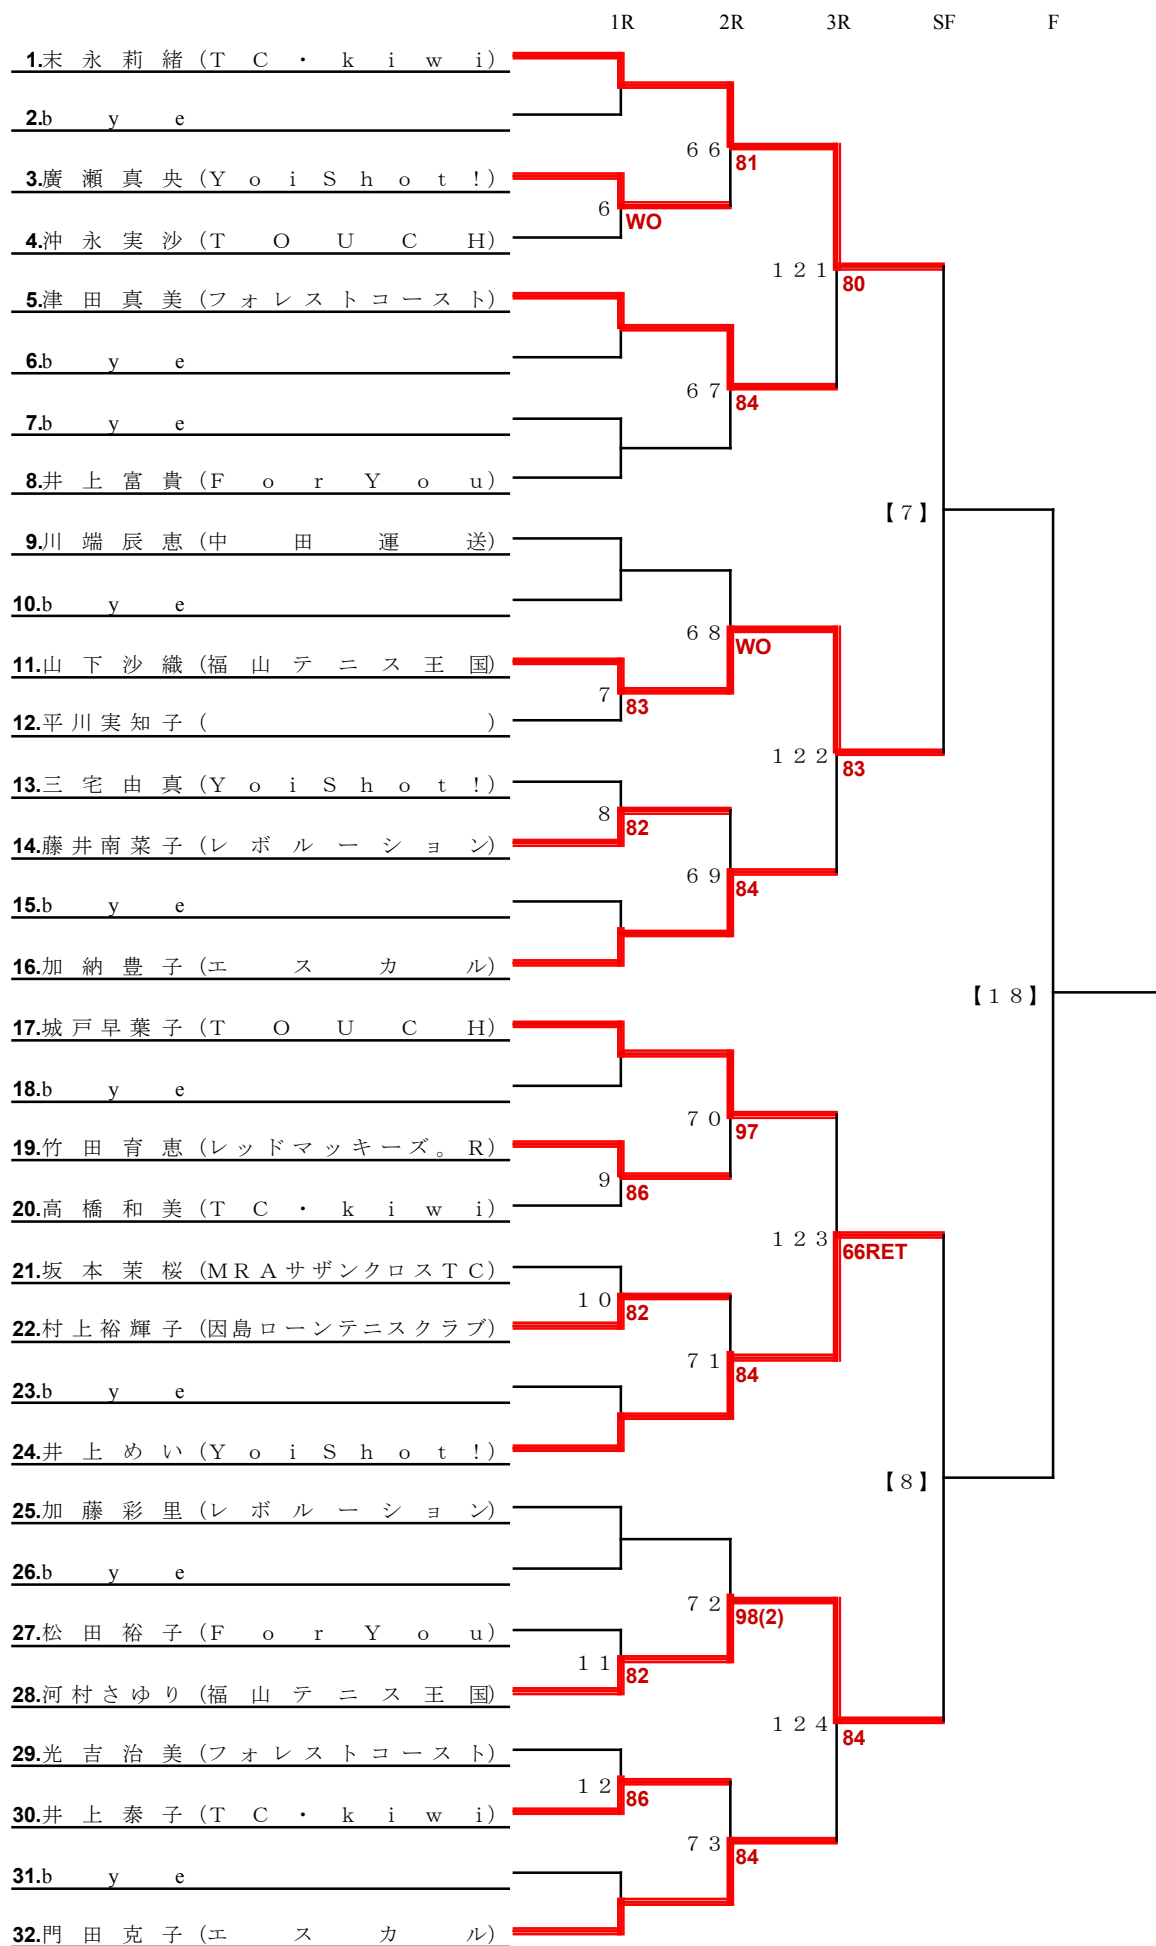 1R 2R 3R SF F
1.末永莉緒(TC・kiwi)
2.bye
66 81
3.廣瀬真央(YoiShot!)
6 WO
4.沖永実沙(TOUCH)
121 80
5.津田真美(フォレストコースト)
6.bye
67 84
7.bye
8.井上富貴(ForYou)
【7】
9.川端辰恵(中田運送)
10.bye
68 WO
11.山下沙織(福山テニス王国)
7 83
12.平川実知子( )
122 83
13.三宅由真(YoiShot!)
8 82
14.藤井南菜子(レボルーション)
69 84
15.bye
16.加納豊子(エスカル)
【18】
17.城戸早葉子(TOUCH)
18.bye
70 97
19.竹田育恵(レッドマッキーズ。R)
9 86
20.高橋和美(TC・kiwi)
123 66RET
21.坂本茉桜(MRAサザンクロスTC)
10 82
22.村上裕輝子(因島ローンテニスクラブ)
71 84
23.bye
24.井上めい(YoiShot!)
【8】
25.加藤彩里(レボルーション)
26.bye
72 98(2)
27.松田裕子(ForYou)
11 82
28.河村さゆり(福山テニス王国)
124 84
29.光吉治美(フォレストコースト)
12 86
30.井上泰子(TC・kiwi)
73 84
31.bye
32.門田克子(エスカル)